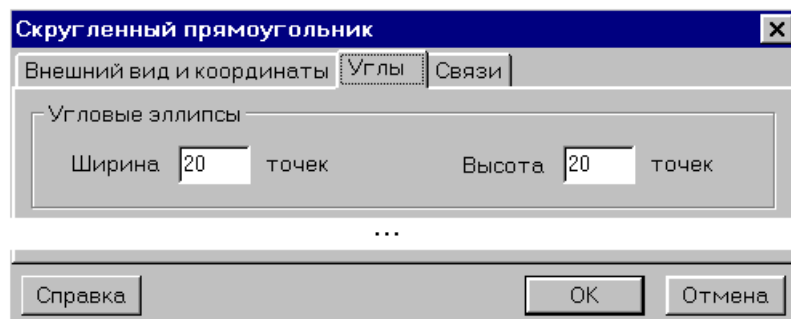 Скругленный прямоугольник
Внешний вид и координаты Углы Связи
Угловые эллипсы
Ширина 20 точек Высота 20 точек
...
Справка OK Отмена